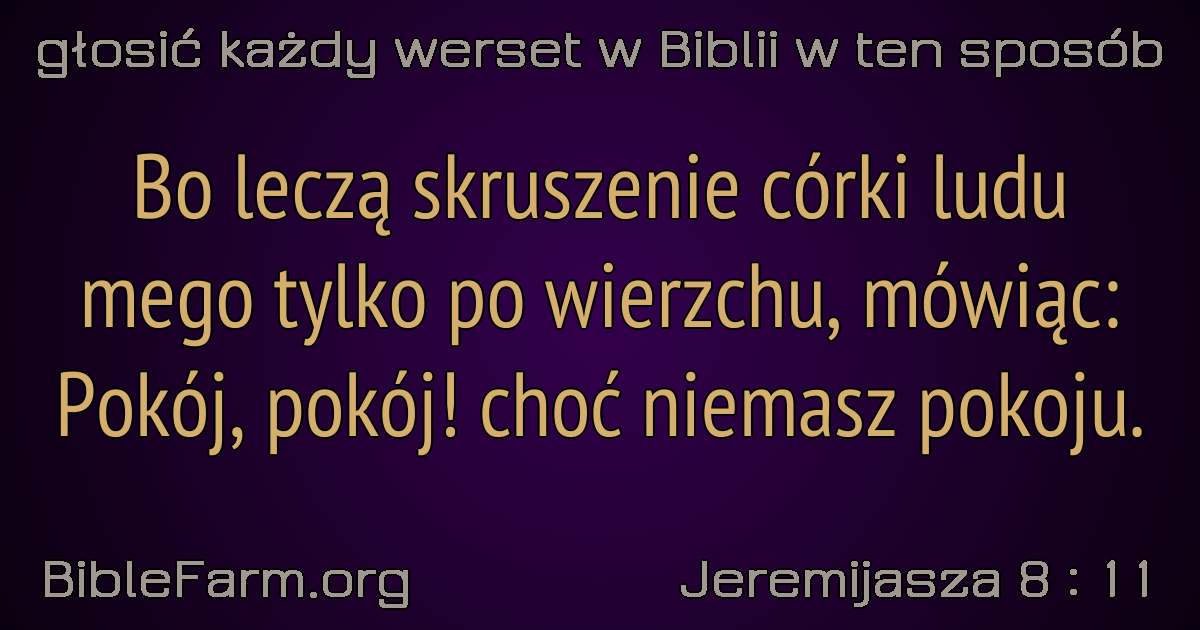 głosić każdy werset w Biblii w ten sposób
Bo leczą skruszenie córki ludu
mego tylko po wierzchu, mówiąc:
Pokój, pokój! choć niemasz pokoju.
BibleFarm.org
Jeremijasza 8 : 11